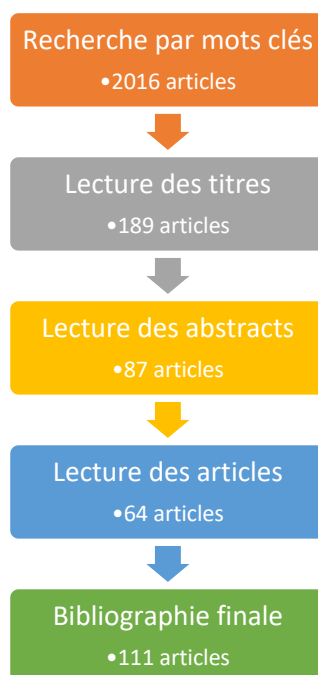 Recherche par mots clés
•2016 articles
Lecture des titres
•189 articles
Lecture des abstracts
•87 articles
Lecture des articles
•64 articles
Bibliographie finale
•111 articles